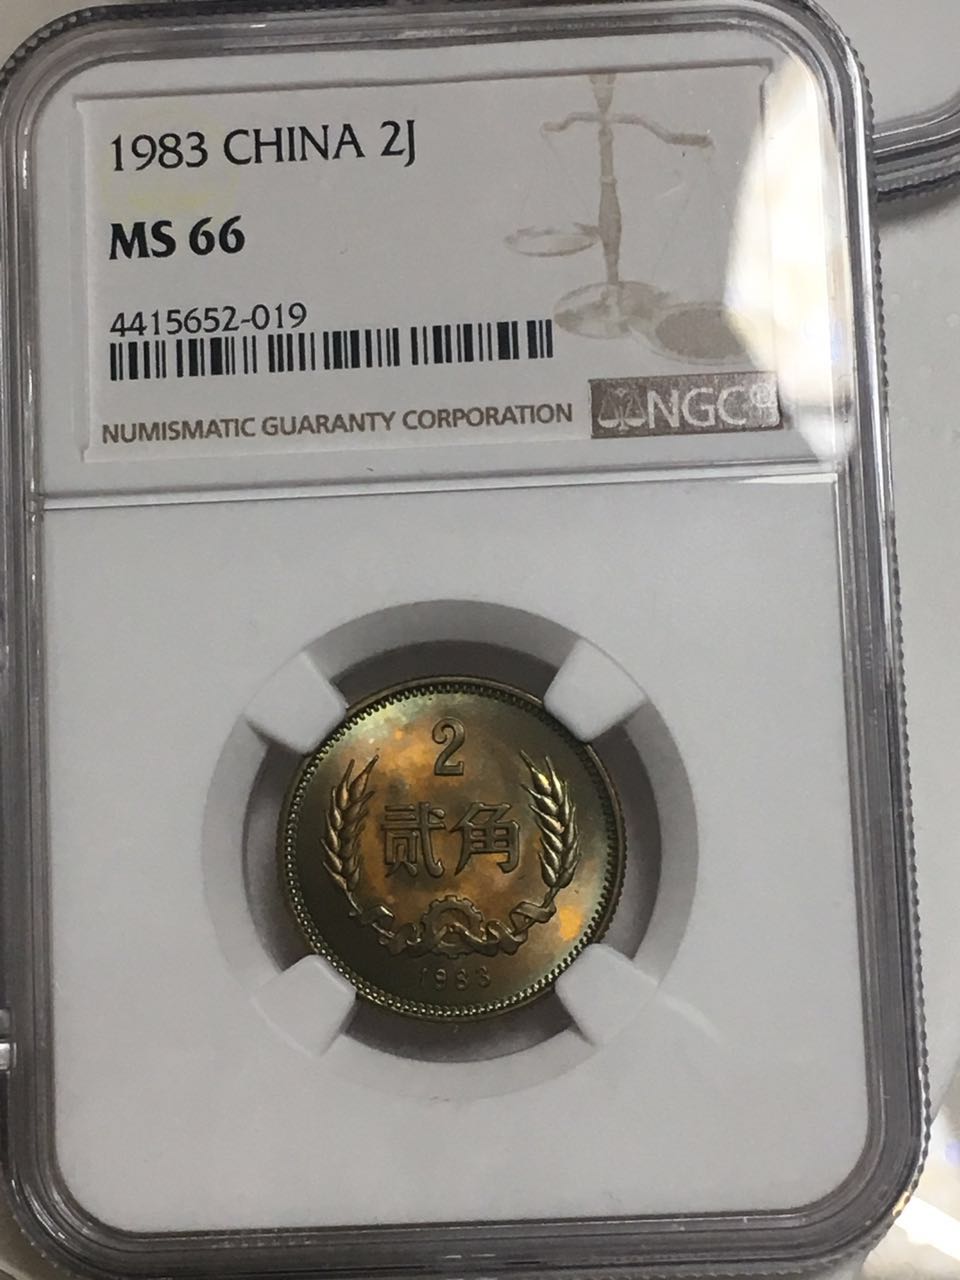 1983 CHINA 2J
MS 66
4415652-019
NUMISMATIC GUARANTY CORPORATION
NGC
2
贰角
1983